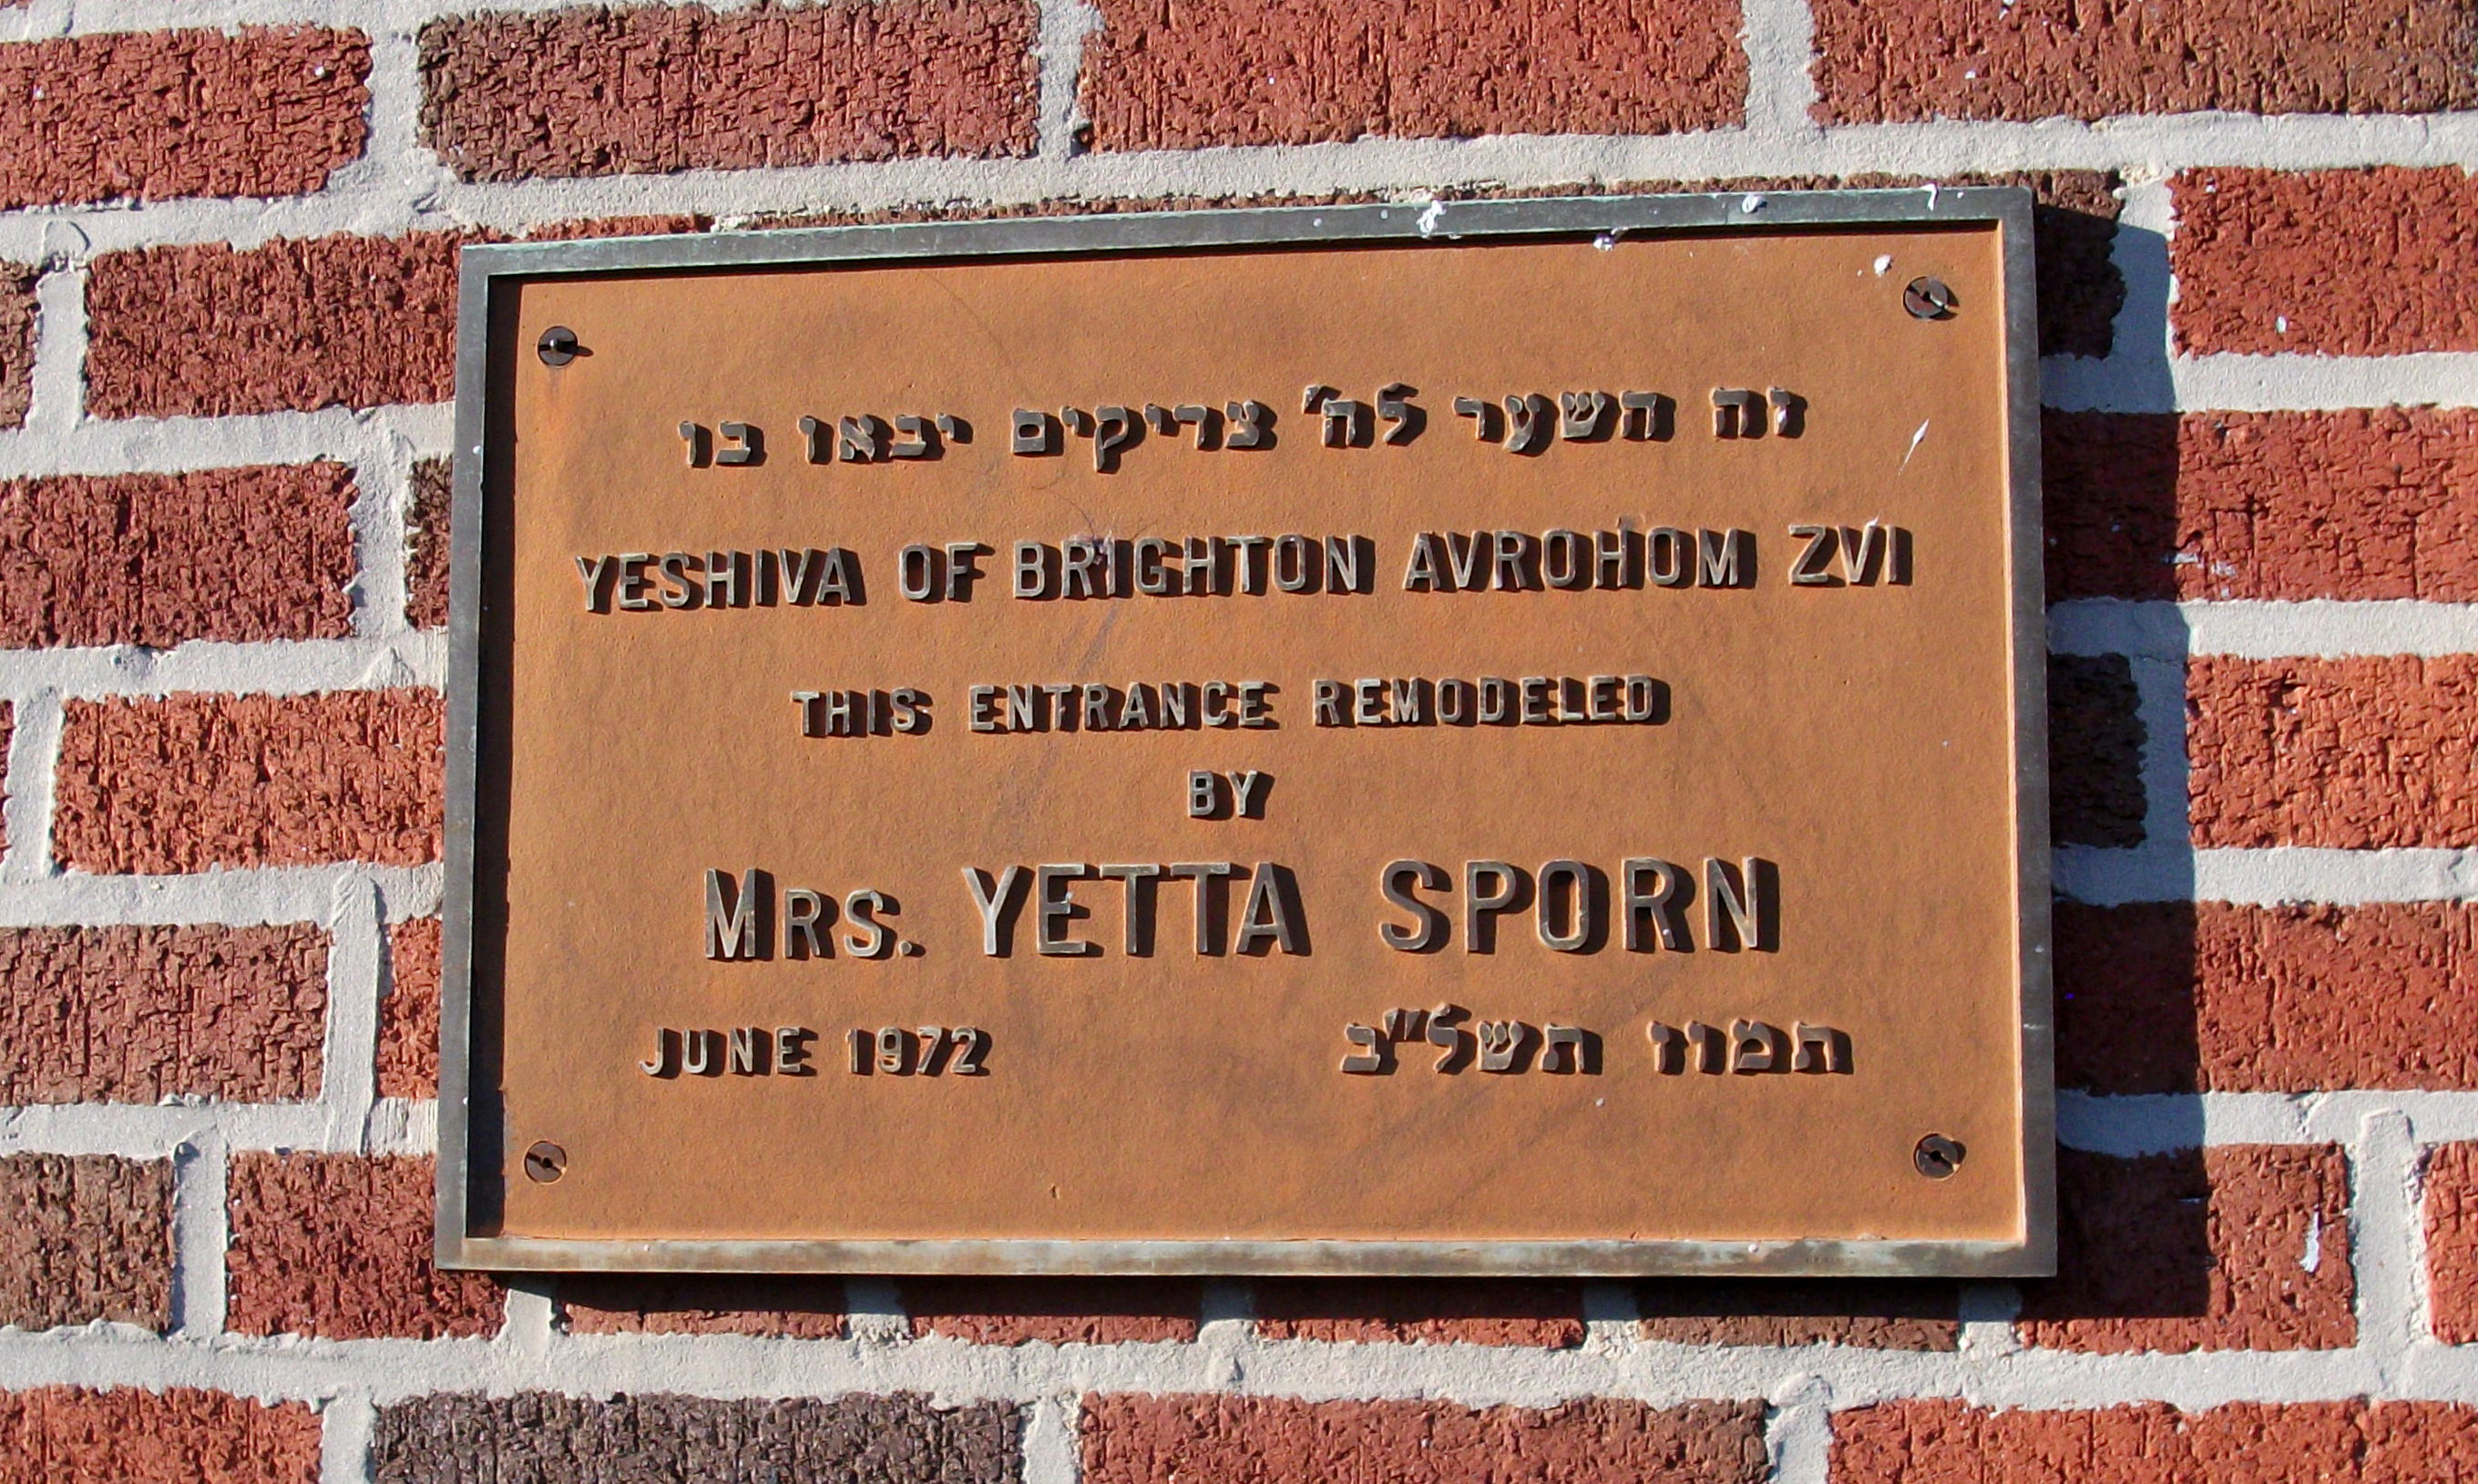 זה השער לה׳ צדיקים יבאו בו
YESHIVA OF BRIGHTON AVROHOM ZVI
THIS ENTRANCE REMODELED
BY
MRS. YETTA SPORN
JUNE 1972 תמוז תשל״ב